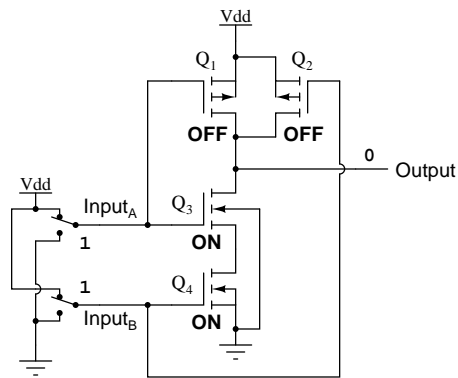 Vdd
Q1
Q2
OFF
OFF
0
Output
Vdd
InputA
Q3
1
ON
1
Q4
InputB
ON